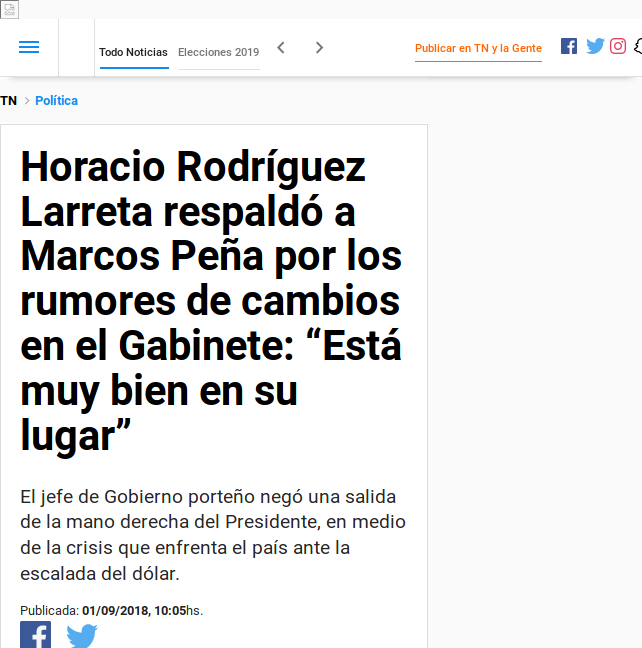 Todo Noticias Elecciones 2019 Publicar en TN y la Gente
TN Política
Horacio Rodríguez
Larreta respaldó a
Marcos Peña por los
rumores de cambios
en el Gabinete: “Está
muy bien en su
lugar”
El jefe de Gobierno porteño negó una salida
de la mano derecha del Presidente, en medio
de la crisis que enfrenta el país ante la
escalada del dólar.
Publicada: 01/09/2018, 10:05hs.